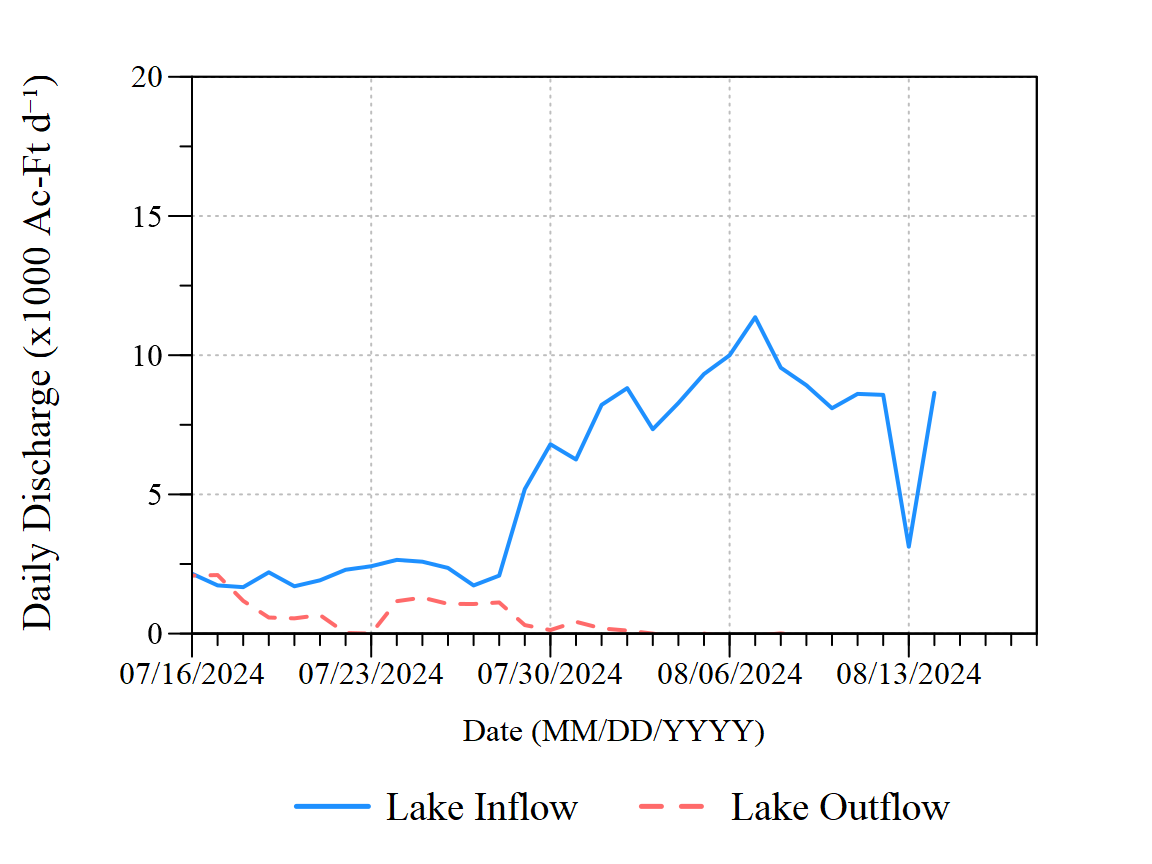 Daily Discharge (x1000 Ac-Ft d⁻¹)
20
15
10
5
0
07/16/2024 07/23/2024 07/30/2024 08/06/2024 08/13/2024
Date (MM/DD/YYYY)
Lake Inflow Lake Outflow